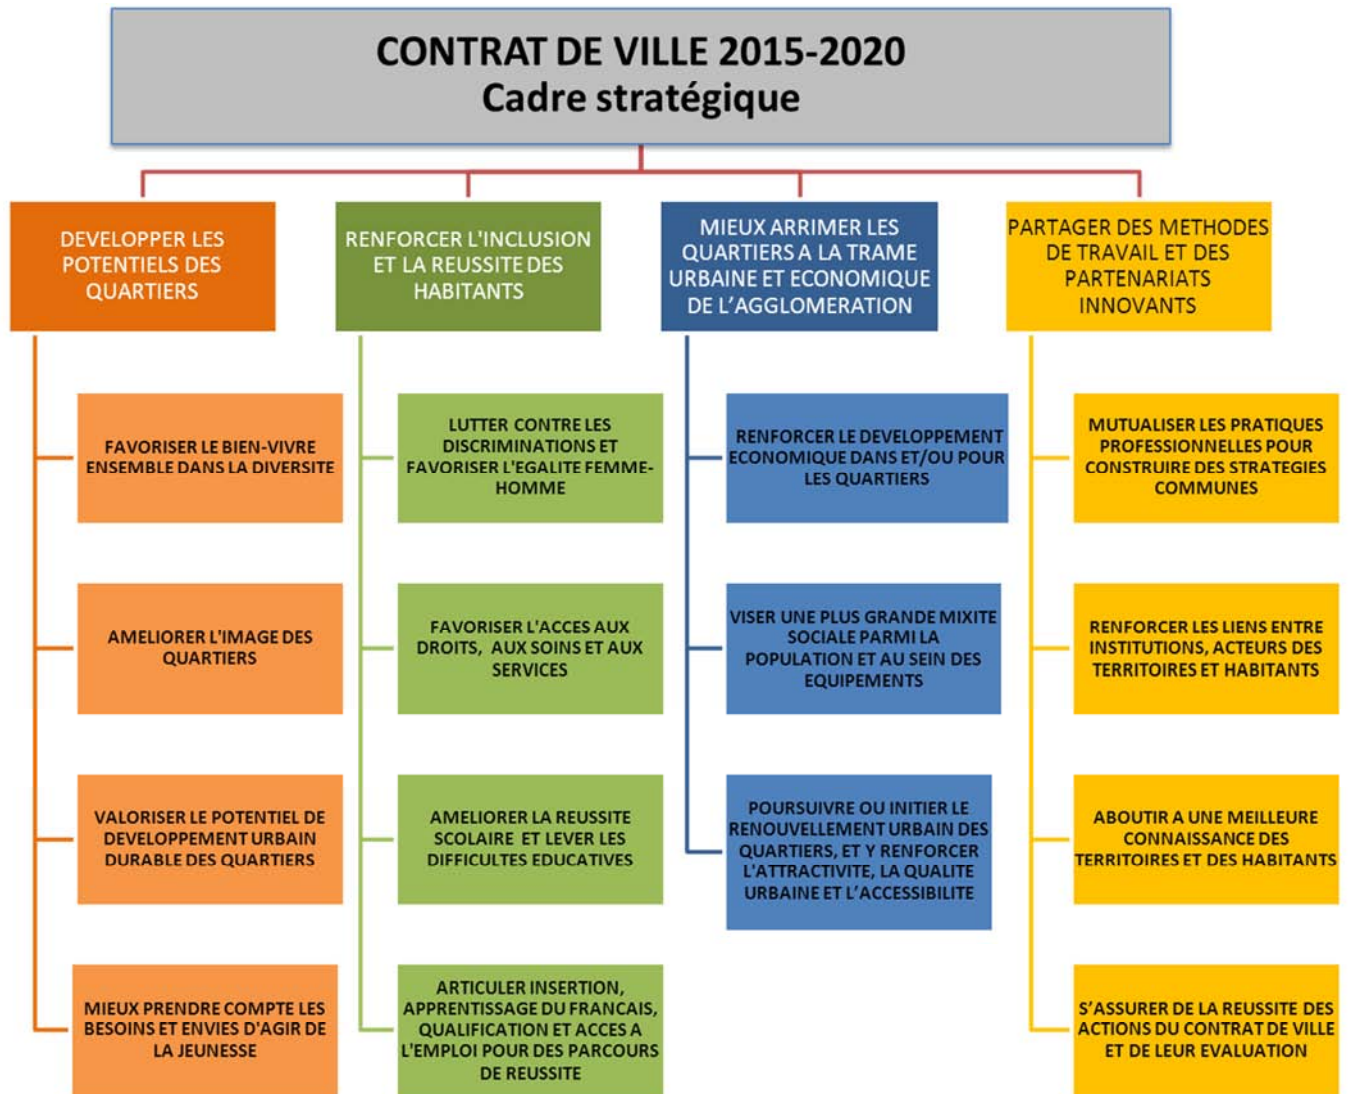 CONTRAT DE VILLE 2015-2020
Cadre stratégique
DEVELOPPER LES
POTENTIELS DES
QUARTIERS
FAVORISER LE BIEN-VIVRE
ENSEMBLE DANS LA DIVERSITE
AMELIORER L'IMAGE DES
QUARTIERS
VALORISER LE POTENTIEL DE
DEVELOPPEMENT URBAIN
DURABLE DES QUARTIERS
MIEUX PRENDRE COMPTE LES
BESOINS ET ENVIES D'AGIR DE
LA JEUNESSE
RENFORCER L'INCLUSION
ET LA REUSSITE DES
HABITANTS
LUTTER CONTRE LES
DISCRIMINATIONS ET
FAVORISER L'EGALITE FEMME-
HOMME
FAVORISER L'ACCES AUX
DROITS, AUX SOINS ET AUX
SERVICES
AMELIORER LA REUSSITE
SCOLAIRE ET LEVER LES
DIFFICULTES EDUCATIVES
ARTICULER INSERTION,
APPRENTISSAGE DU FRANCAIS,
QUALIFICATION ET ACCES A
L'EMPLOI POUR DES PARCOURS
DE REUSSITE
MIEUX ARRIMER LES
QUARTIERS A LA TRAME
URBAINE ET ECONOMIQUE
DE L’AGGLOMERATION
RENFORCER LE DEVELOPPEMENT
ECONOMIQUE DANS ET/OU POUR
LES QUARTIERS
VISER UNE PLUS GRANDE MIXITE
SOCIALE PARMI LA
POPULATION ET AU SEIN DES
EQUIPEMENTS
POURSUIVRE OU INITIER LE
RENOUVELLEMENT URBAIN DES
QUARTIERS, ET Y RENFORCER
L'ATTRACTIVITE, LA QUALITE
URBAINE ET L’ACCESSIBILITE
PARTAGER DES METHODES
DE TRAVAIL ET DES
PARTENARIATS
INNOVANTS
MUTUALISER LES PRATIQUES
PROFESSIONNELLES POUR
CONSTRUIRE DES STRATEGIES
COMMUNES
RENFORCER LES LIENS ENTRE
INSTITUTIONS, ACTEURS DES
TERRITOIRES ET HABITANTS
ABOUTIR A UNE MEILLEURE
CONNAISSANCE DES
TERRITOIRES ET DES HABITANTS
S’ASSURER DE LA REUSSITE DES
ACTIONS DU CONTRAT DE VILLE
ET DE LEUR EVALUATION